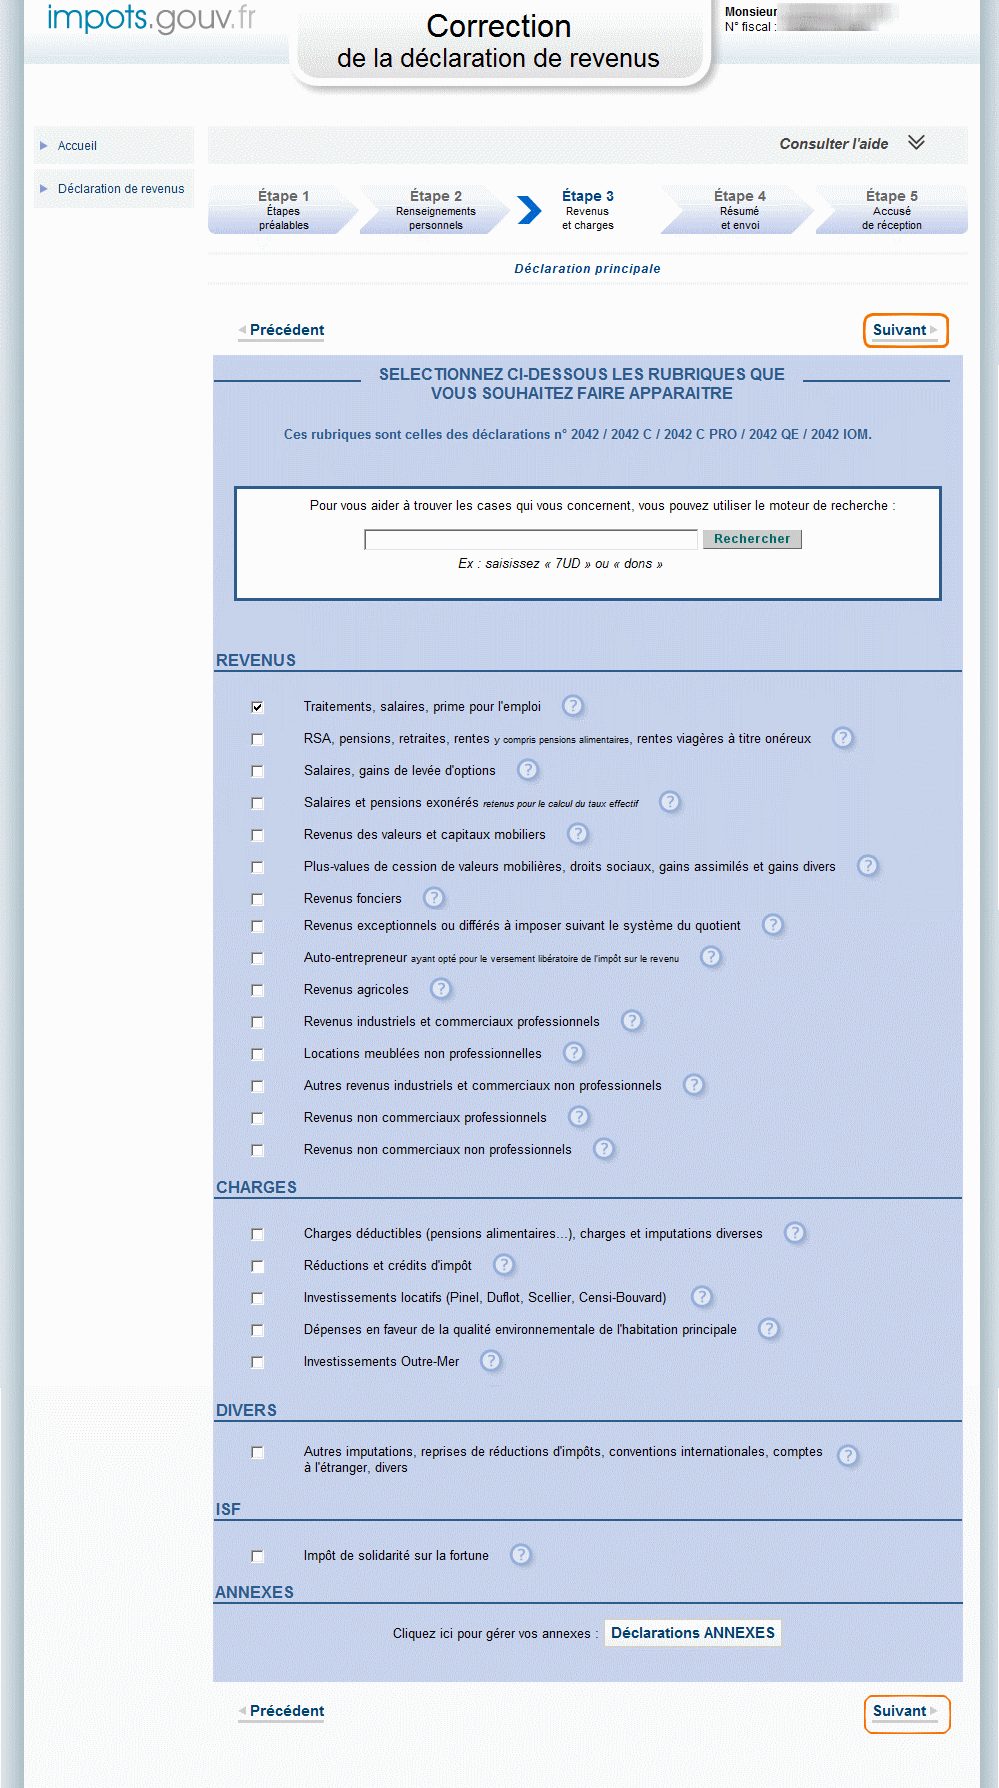 impots.gouv.fr
Correction
de la déclaration de revenus
Monsieur
N° fiscal :
Accueil
Déclaration de revenus
Consulter l'aide
Étape 1
Étapes
préalables
Étape 2
Renseignements
personnels
Étape 3
Revenus
et charges
Étape 4
Résumé
et envoi
Étape 5
Accusé
de réception
Déclaration principale
Précédent
Suivant
SELECTIONNEZ CI-DESSOUS LES RUBRIQUES QUE
VOUS SOUHAITEZ FAIRE APPARAITRE
Ces rubriques sont celles des déclarations n° 2042 / 2042 C / 2042 C PRO / 2042 QE / 2042 IOM.
Pour vous aider à trouver les cases qui vous concernent, vous pouvez utiliser le moteur de recherche :
Rechercher
Ex : saisissez « 7UD » ou « dons »
REVENUS
Traitements, salaires, prime pour l'emploi ?
RSA, pensions, retraites, rentes y compris pensions alimentaires, rentes viagères à titre onéreux ?
Salaires, gains de levée d'options ?
Salaires et pensions exonérés retenus pour le calcul du taux effectif ?
Revenus des valeurs et capitaux mobiliers ?
Plus-values de cession de valeurs mobilières, droits sociaux, gains assimilés et gains divers ?
Revenus fonciers ?
Revenus exceptionnels ou différés à imposer suivant le système du quotient ?
Auto-entrepreneur ayant opté pour le versement libératoire de l'impôt sur le revenu ?
Revenus agricoles ?
Revenus industriels et commerciaux professionnels ?
Locations meublées non professionnelles ?
Autres revenus industriels et commerciaux non professionnels ?
Revenus non commerciaux professionnels ?
Revenus non commerciaux non professionnels ?
CHARGES
Charges déductibles (pensions alimentaires...), charges et imputations diverses ?
Réductions et crédits d'impôt ?
Investissements locatifs (Pinel, Duflot, Scellier, Censi-Bouvard) ?
Dépenses en faveur de la qualité environnementale de l'habitation principale ?
Investissements Outre-Mer ?
DIVERS
Autres imputations, reprises de réductions d'impôts, conventions internationales, comptes ?
à l'étranger, divers
ISF
Impôt de solidarité sur la fortune ?
ANNEXES
Cliquez ici pour gérer vos annexes : Déclarations ANNEXES
Précédent
Suivant